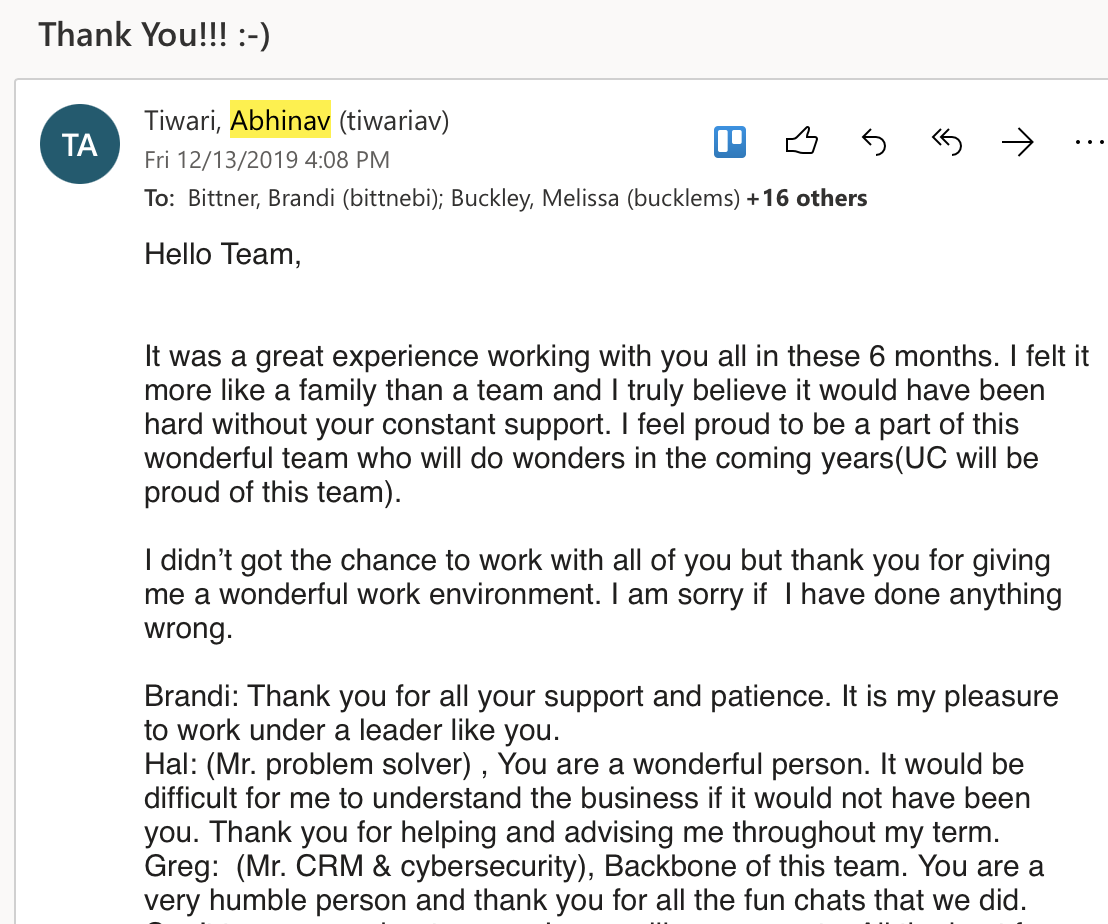 Thank You!!! :-)
TA
Tiwari, Abhinav (tiwariav)
Fri 12/13/2019 4:08 PM
To: Bittner, Brandi (bittnebi); Buckley, Melissa (bucklems) +16 others
Hello Team,
It was a great experience working with you all in these 6 months. I felt it
more like a family than a team and I truly believe it would have been
hard without your constant support. I feel proud to be a part of this
wonderful team who will do wonders in the coming years(UC will be
proud of this team).
I didn’t got the chance to work with all of you but thank you for giving
me a wonderful work environment. I am sorry if  I have done anything
wrong.
Brandi: Thank you for all your support and patience. It is my pleasure
to work under a leader like you.
Hal: (Mr. problem solver) , You are a wonderful person. It would be
difficult for me to understand the business if it would not have been
you. Thank you for helping and advising me throughout my term.
Greg:  (Mr. CRM & cybersecurity), Backbone of this team. You are a
very humble person and thank you for all the fun chats that we did.